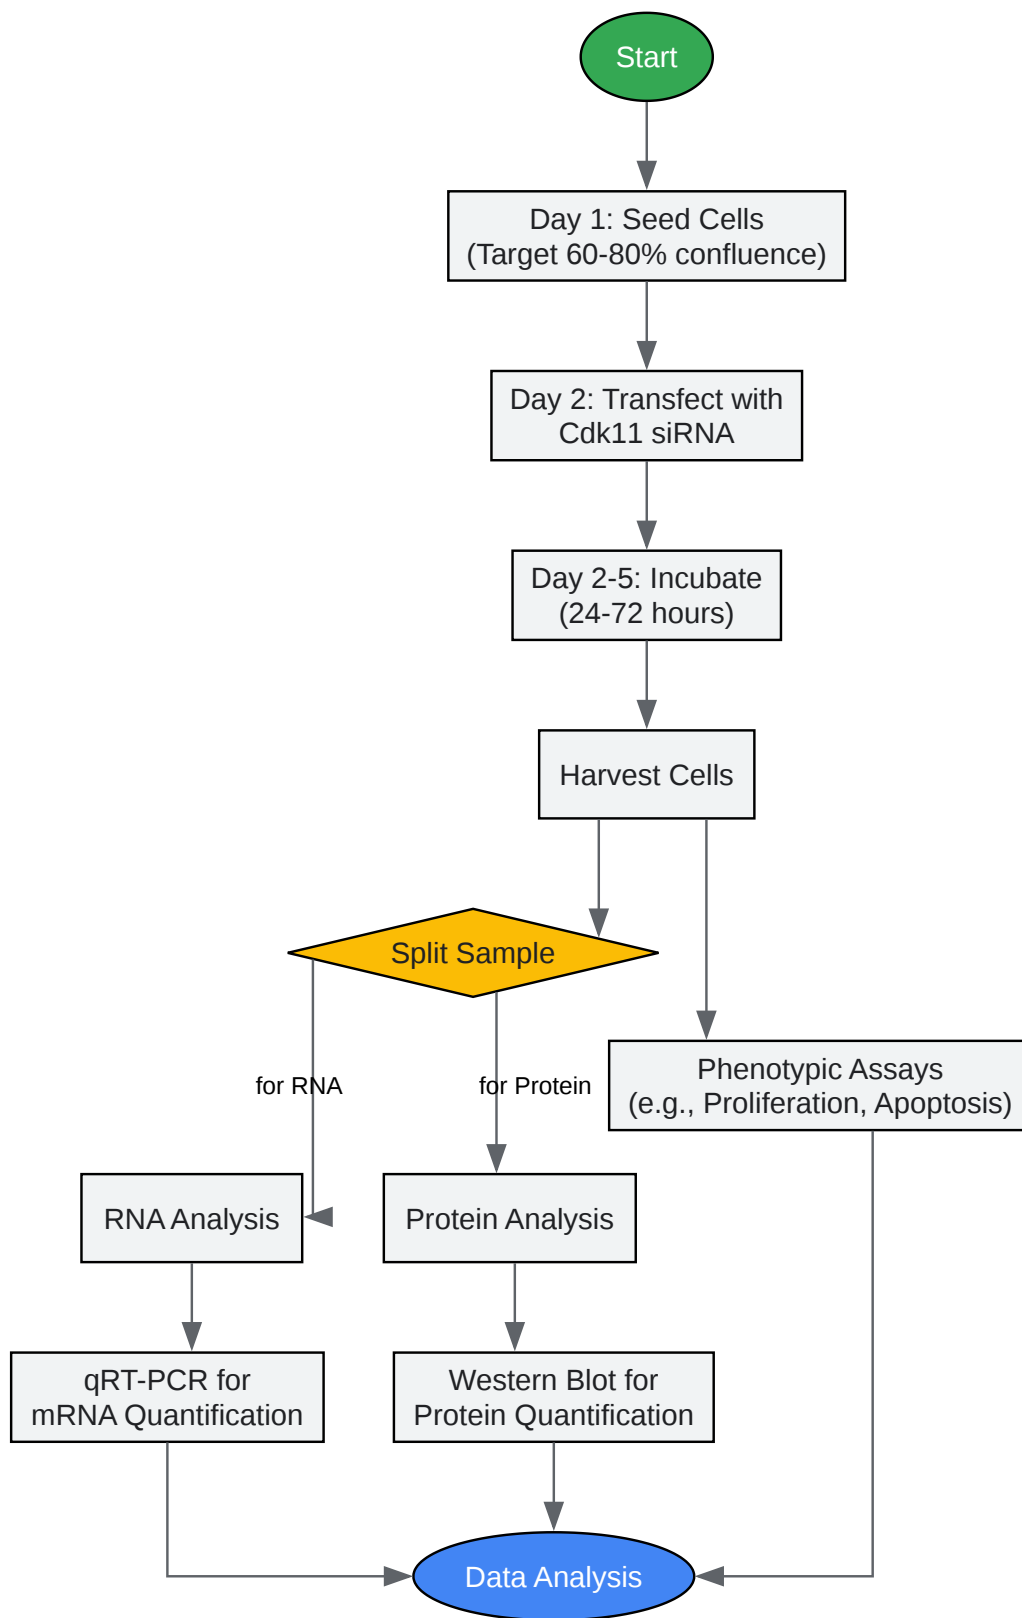 Start
Day 1: Seed Cells
(Target 60-80% confluence)
Day 2: Transfect with
Cdk11 siRNA
Day 2-5: Incubate
(24-72 hours)
Harvest Cells
Split Sample
for RNA
for Protein
Phenotypic Assays
(e.g., Proliferation, Apoptosis)
RNA Analysis
Protein Analysis
qRT-PCR for
mRNA Quantification
Western Blot for
Protein Quantification
Data Analysis